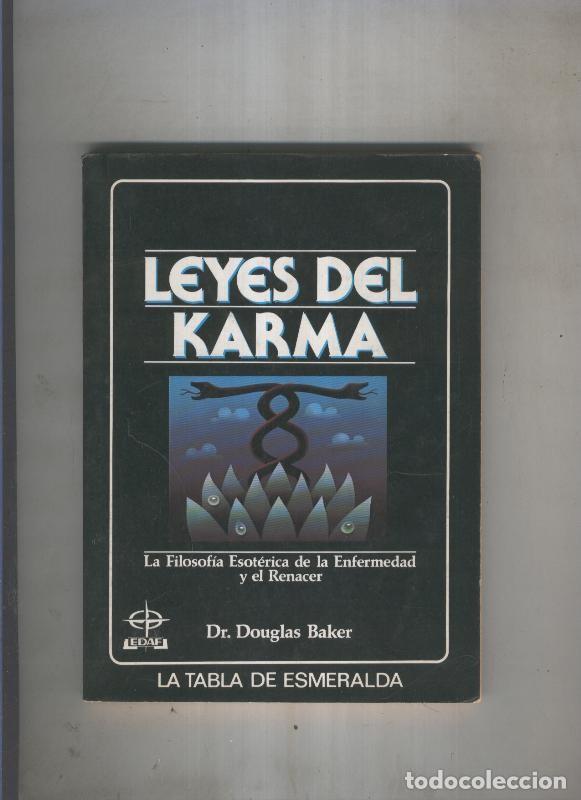 LEYES DEL
KARMA
La Filosofía Esotérica de la Enfermedad
y el Renacer
EDAF
Dr. Douglas Baker
LA TABLA DE ESMERALDA
todocoleccion